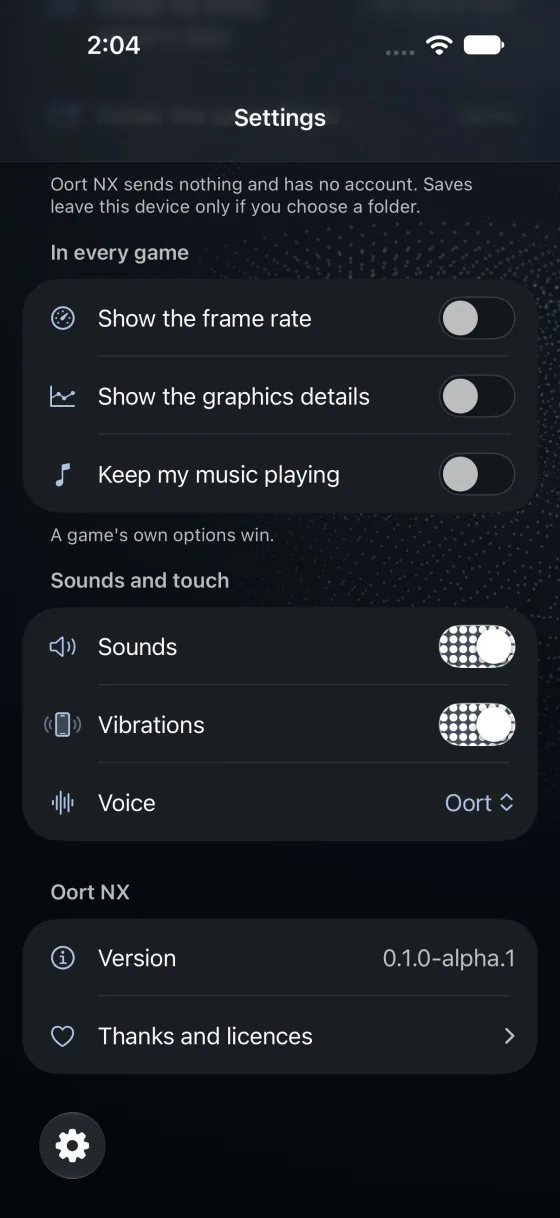 2:04
Settings
Oort NX sends nothing and has no account. Saves
leave this device only if you choose a folder.
In every game
Show the frame rate
Show the graphics details
Keep my music playing
A game's own options win.
Sounds and touch
Sounds
Vibrations
Voice
Oort
Oort NX
Version
0.1.0-alpha.1
Thanks and licences